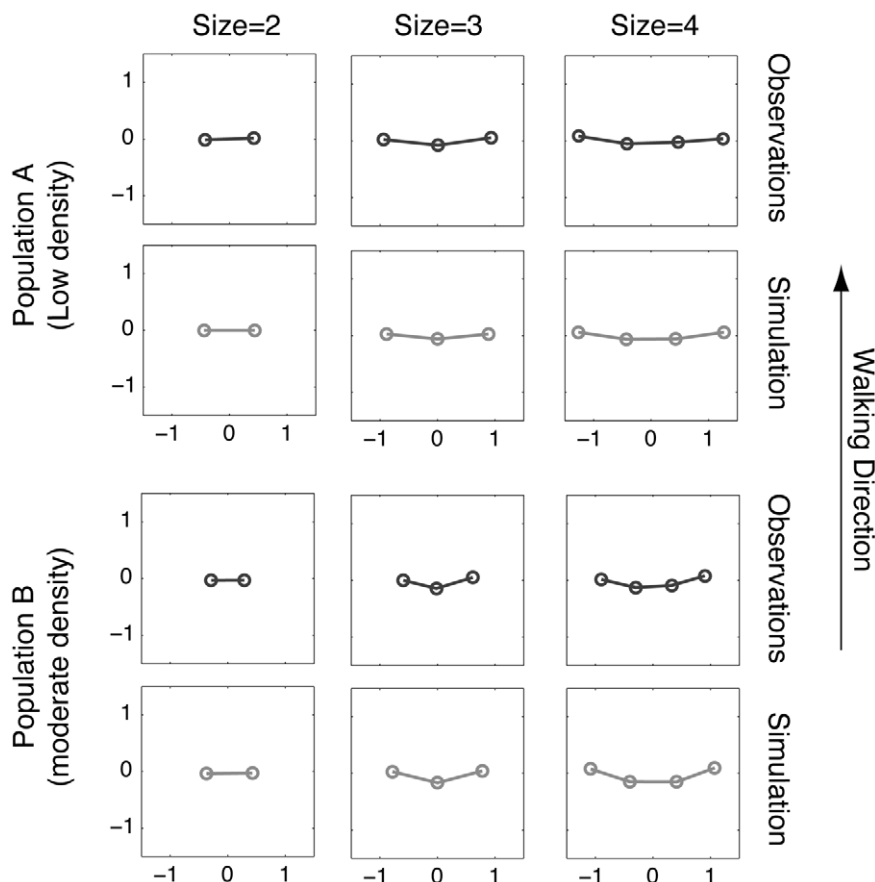 Size=2 Size=3 Size=4
Population A
(Low density)
1
0
−1
Observations
1
0
−1
Simulation
−1 0 1 −1 0 1 −1 0 1
Walking Direction
Population B
(moderate density)
1
0
−1
Observations
1
0
−1
Simulation
−1 0 1 −1 0 1 −1 0 1